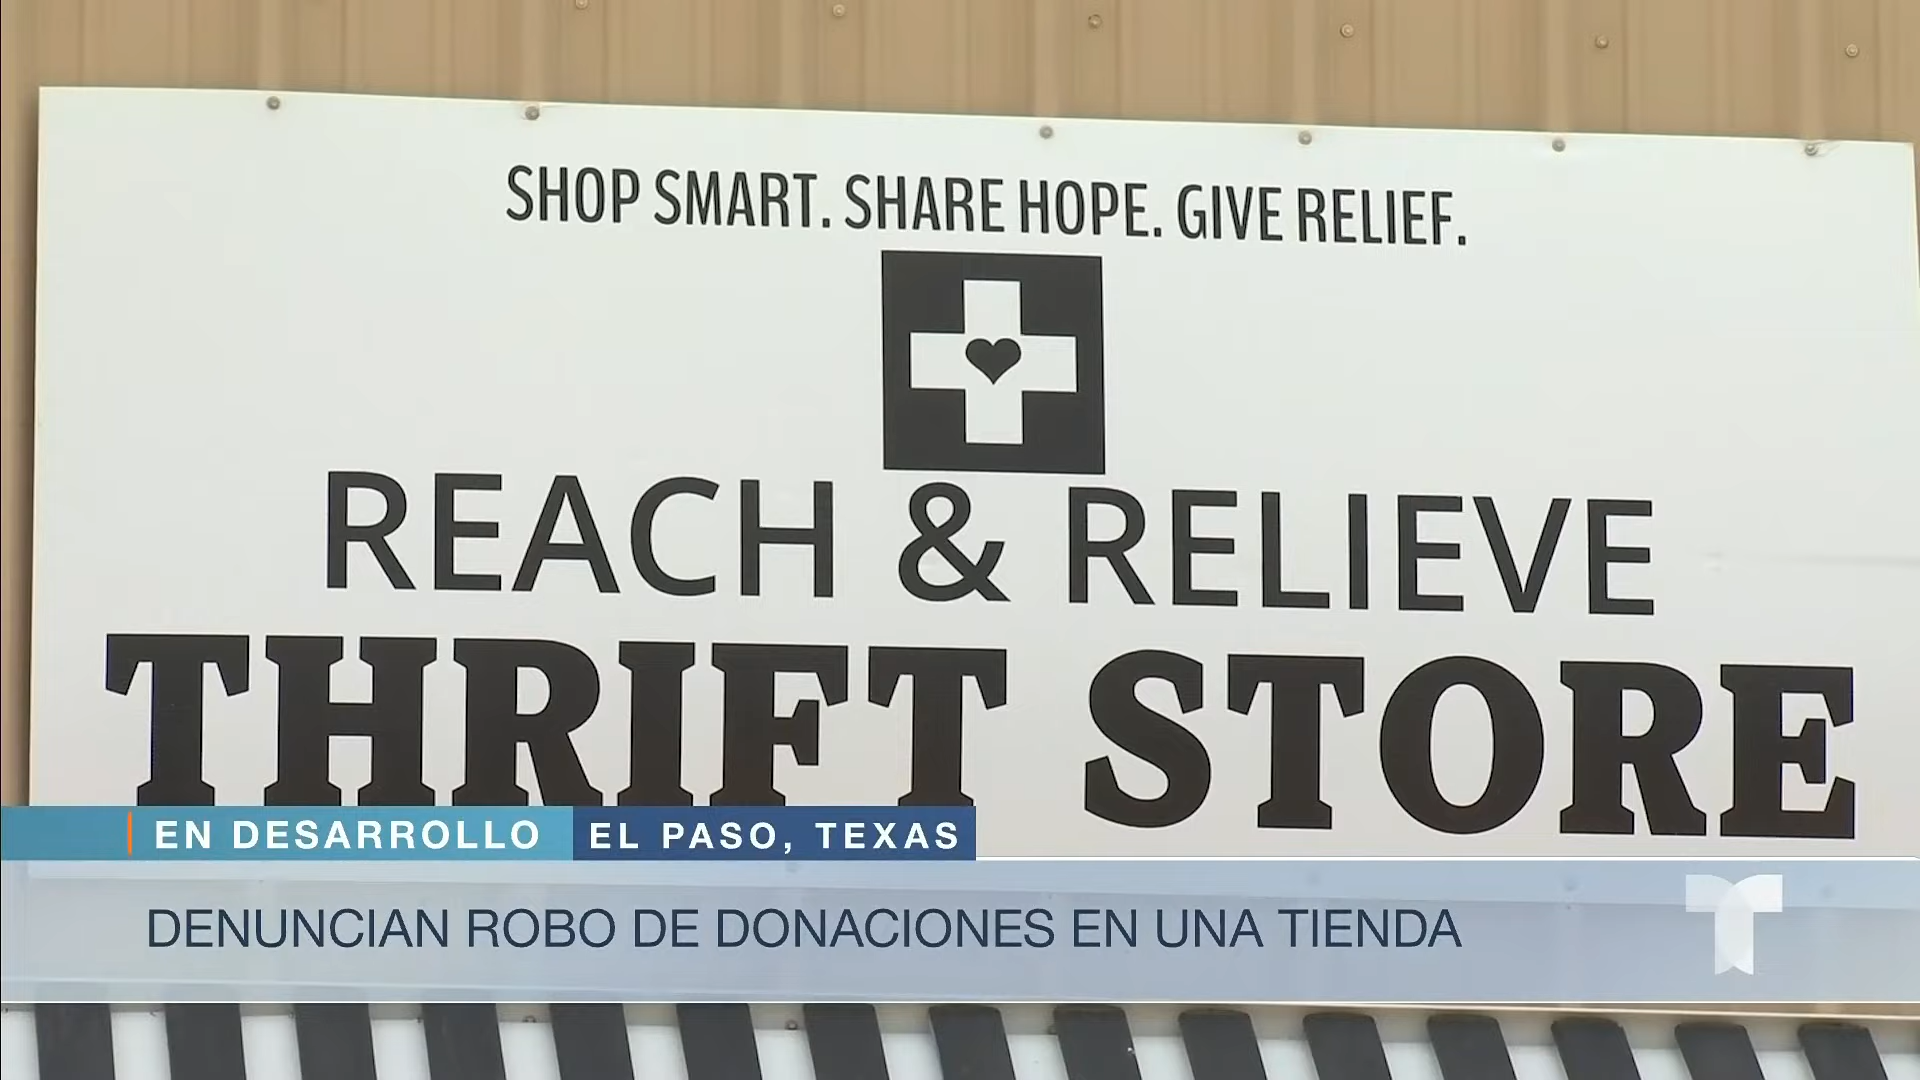 SHOP SMART. SHARE HOPE. GIVE RELIEF.
REACH & RELIEVE
THRIFT STORE
EN DESARROLLO EL PASO, TEXAS
DENUNCIAN ROBO DE DONACIONES EN UNA TIENDA